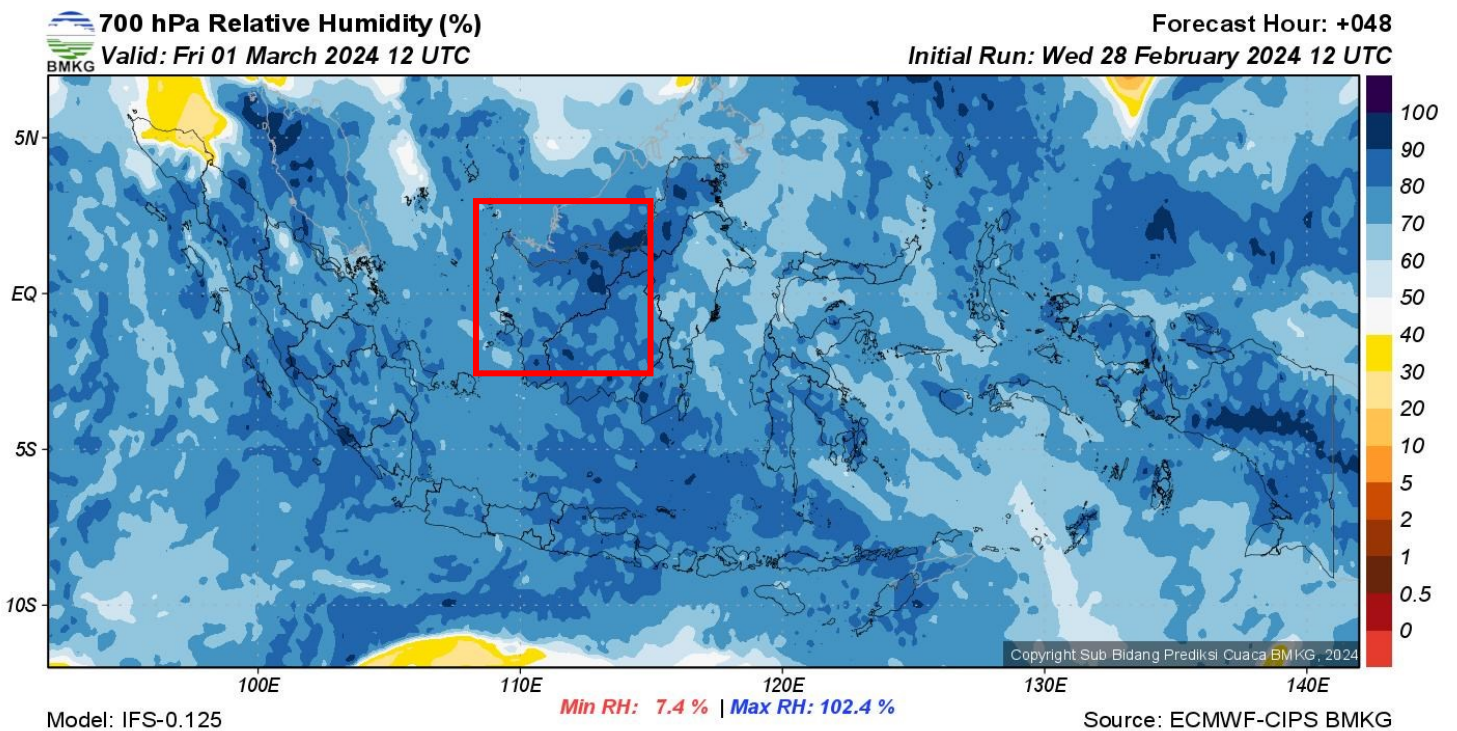 700 hPa Relative Humidity (%)
Forecast Hour: +048
BMKG
Valid: Fri 01 March 2024 12 UTC
Initial Run: Wed 28 February 2024 12 UTC
5N
EQ
5S
10S
100
90
80
70
60
50
40
30
20
10
5
2
1
0.5
0
Copyright Sub Bidang Prediksi Cuaca BMKG, 2024
100E
110E
120E
130E
140E
Min RH: 7.4 % | Max RH: 102.4 %
Model: IFS-0.125
Source: ECMWF-CIPS BMKG